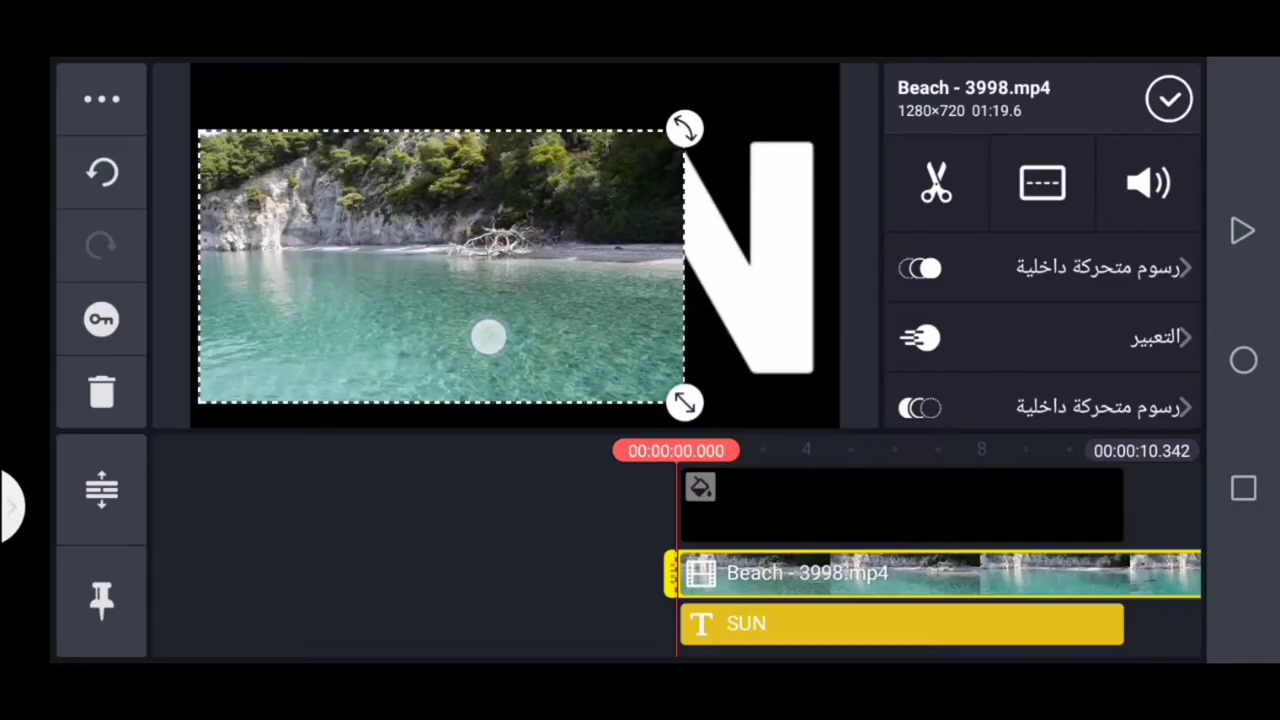 Beach - 3998.mp4
1280×720 01:19.6
N
رسوم متحركة داخلية
التعبير
رسوم متحركة داخلية
00:00:00.000
4
8
00:00:10.342
Beach - 3998.mp4
T SUN